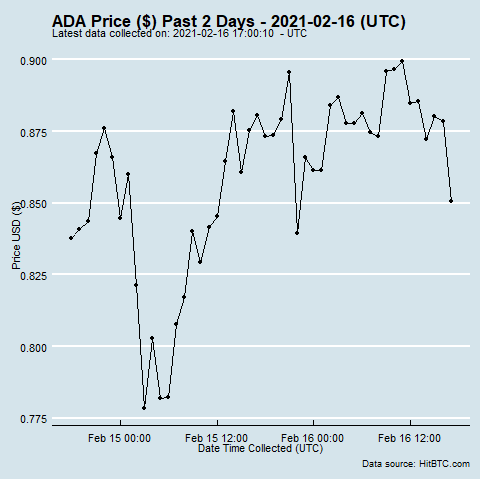 ADA Price ($) Past 2 Days - 2021-02-16 (UTC)
Latest data collected on: 2021-02-16 17:00:10 - UTC
Price USD ($)
0.900
0.875
0.850
0.825
0.800
0.775
Feb 15 00:00 Feb 15 12:00 Feb 16 00:00 Feb 16 12:00
Date Time Collected (UTC)
Data source: HitBTC.com